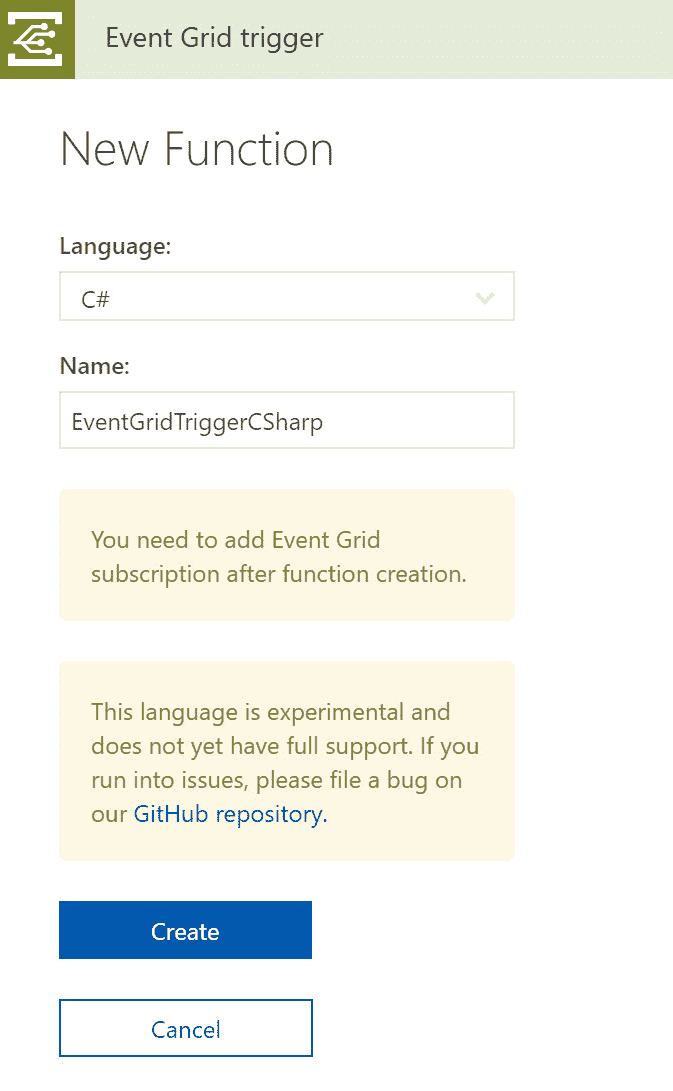 Event Grid trigger
New Function
Language:
C#
Name:
EventGridTriggerCSharp
You need to add Event Grid
subscription after function creation.
This language is experimental and
does not yet have full support. If you
run into issues, please file a bug on
our GitHub repository.
Create
Cancel